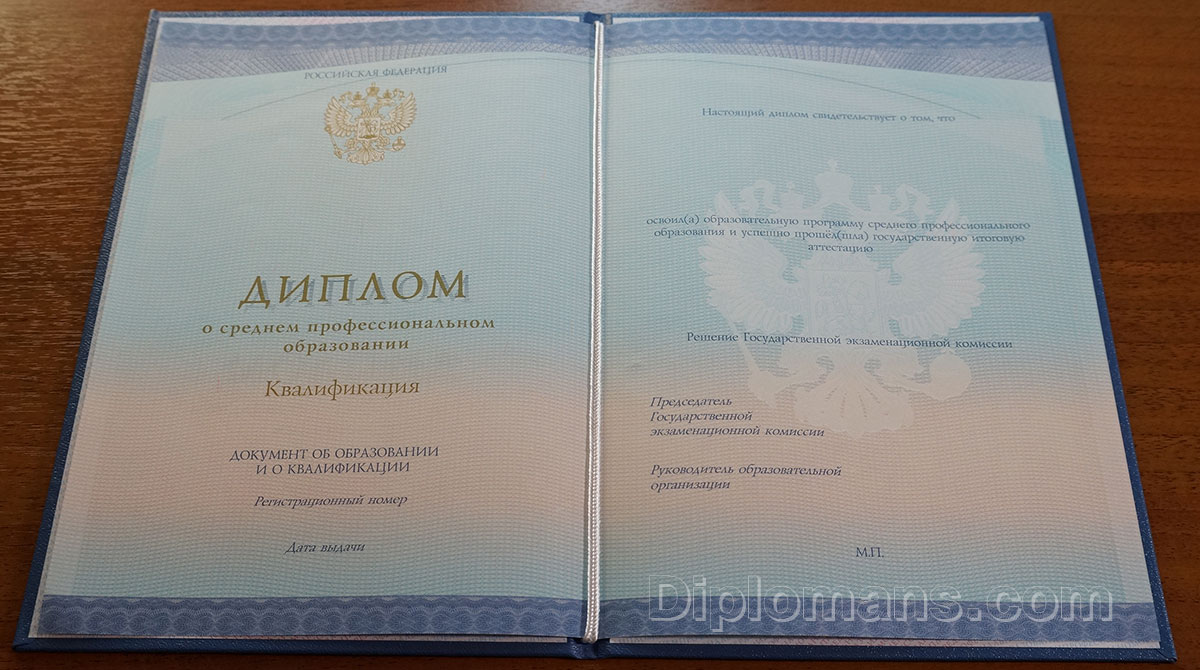 РОССИЙСКАЯ ФЕДЕРАЦИЯ
ДИПЛОМ
о среднем профессиональном
образовании
Квалификация
ДОКУМЕНТ ОБ ОБРАЗОВАНИИ
И О КВАЛИФИКАЦИИ
Регистрационный номер
Дата выдачи
Настоящий диплом свидетельствует о том, что
освоил(а) образовательную программу среднего профессионального
образования и успешно прошёл(шла) государственную итоговую
аттестацию
Решение Государственной экзаменационной комиссии
Председатель
Государственной
экзаменационной комиссии
Руководитель образовательной
организации
М.П.
Diplomans.com